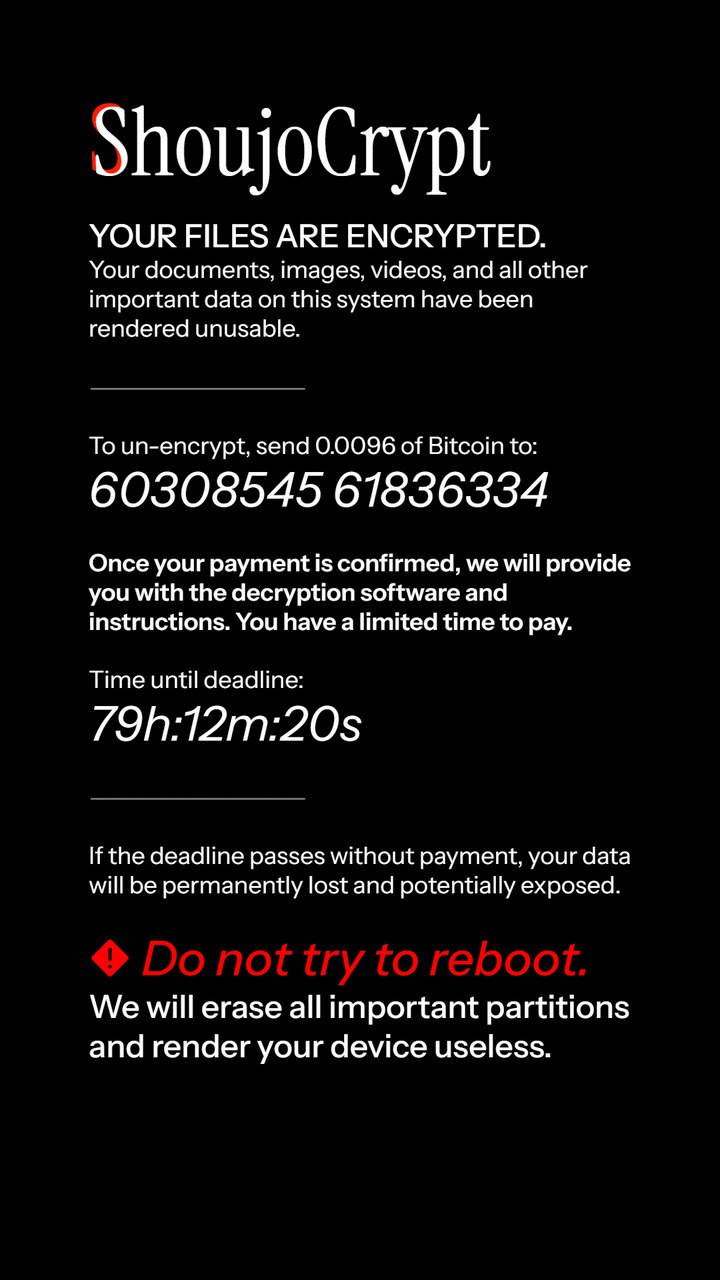 ShoujoCrypt
YOUR FILES ARE ENCRYPTED.
Your documents, images, videos, and all other
important data on this system have been
rendered unusable.
To un-encrypt, send 0.0096 of Bitcoin to:
60308545 61836334
Once your payment is confirmed, we will provide
you with the decryption software and
instructions. You have a limited time to pay.
Time until deadline:
79h:12m:20s
If the deadline passes without payment, your data
will be permanently lost and potentially exposed.
Do not try to reboot.
We will erase all important partitions
and render your device useless.